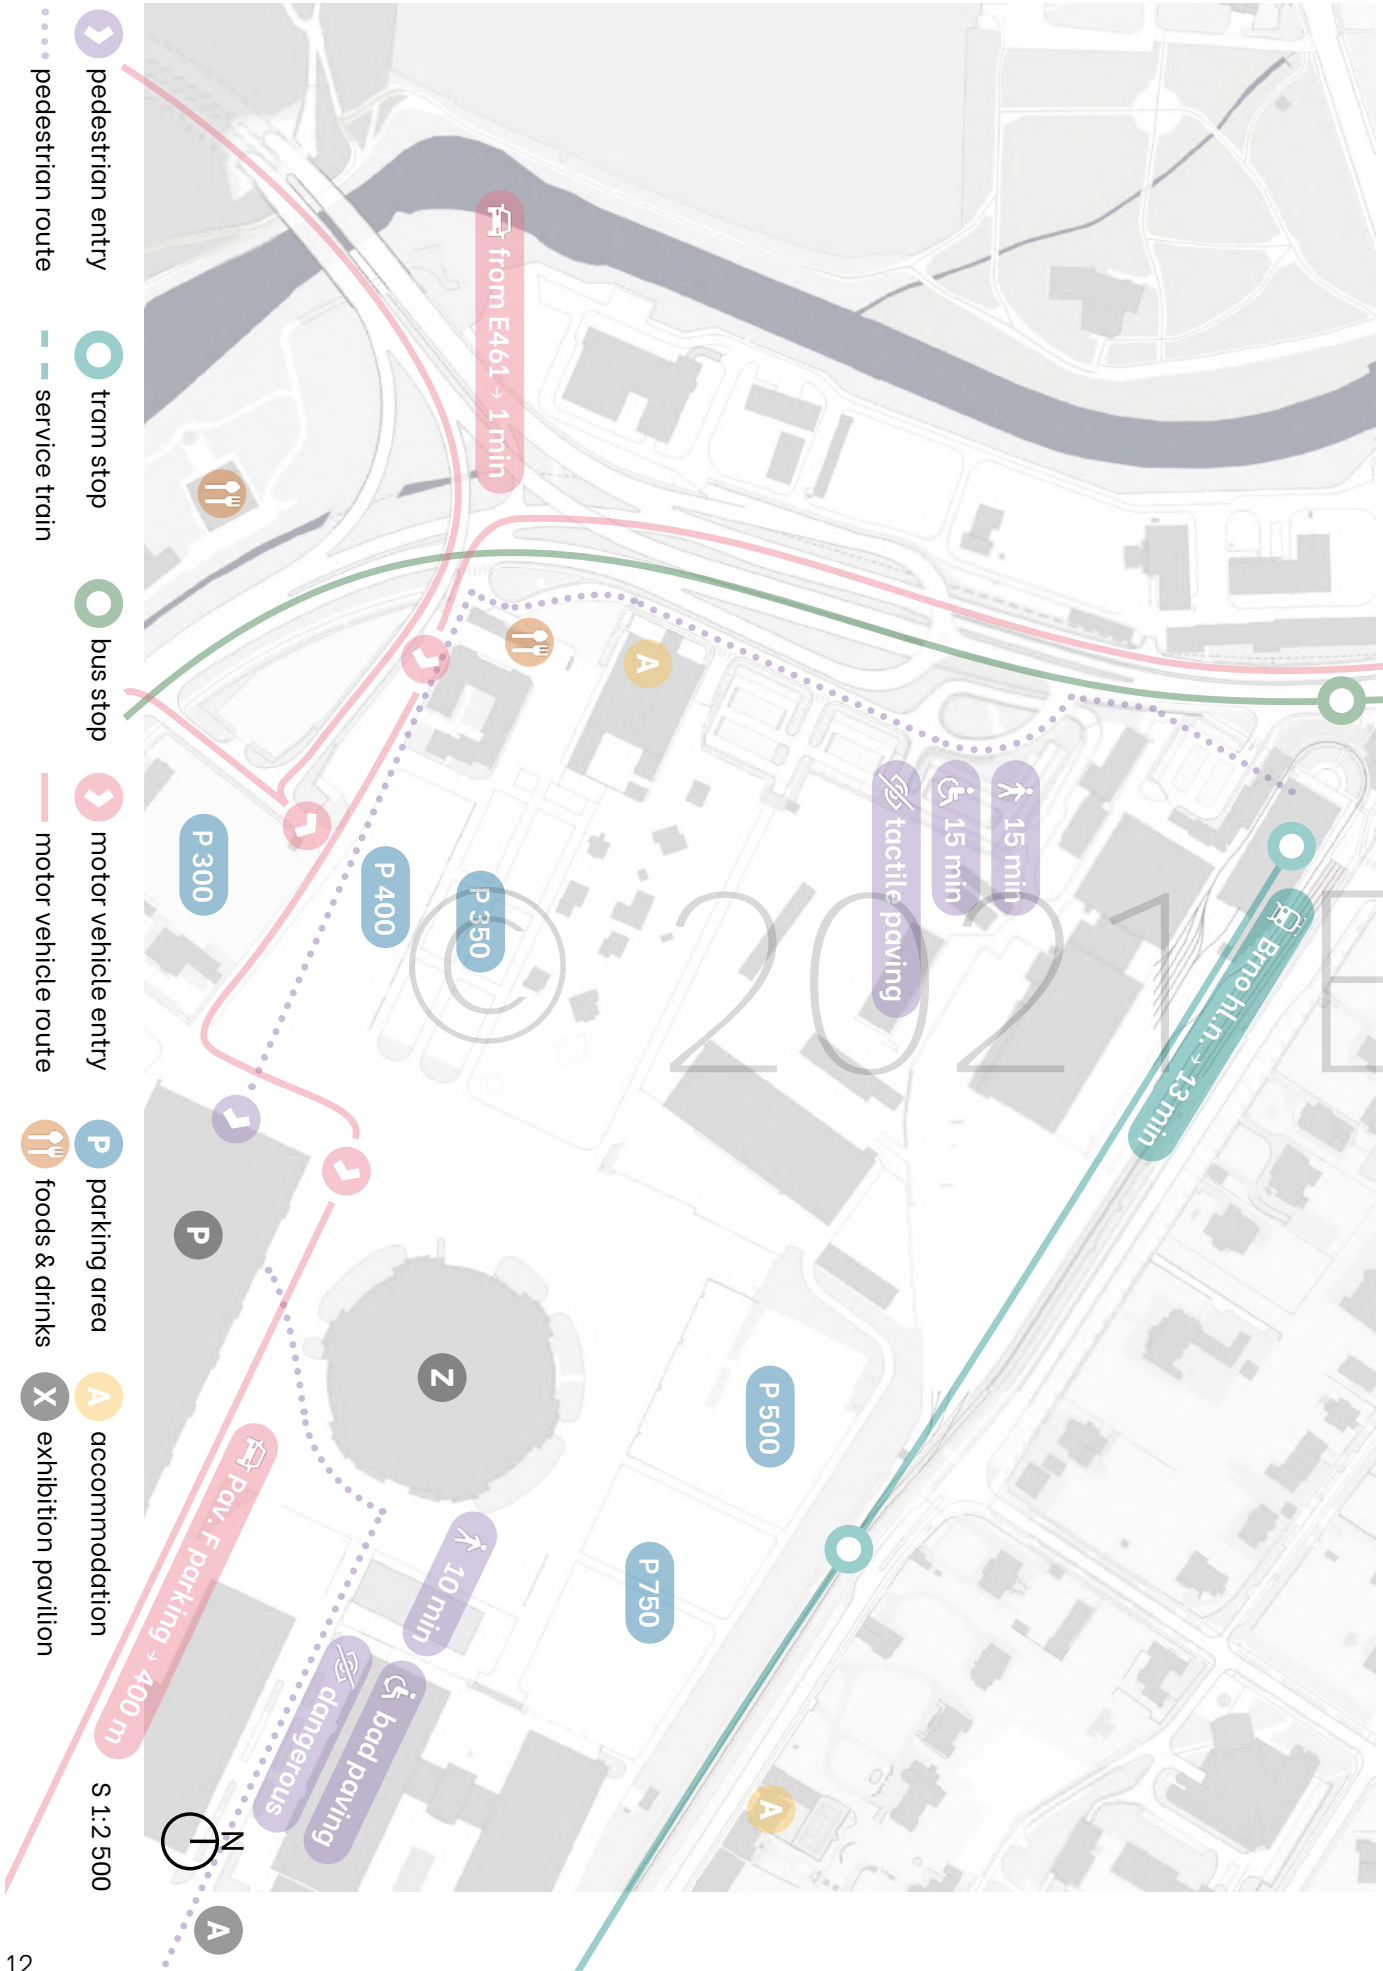 pedestrian entry
pedestrian route
tram stop
service train
bus stop
motor vehicle entry
motor vehicle route
P parking area
foods & drinks
A accommodation
X exhibition pavilion
S 1:2 500
from E461 → 1 min
A
15 min
15 min
tactile paving
Brno hl.n. → 13 min
P 300
P 400
P 350
© 2021 E
P
Z
P 500
P 750
Pav. F parking → 400 m
10 min
bad paving
dangerous
A
N
A
12